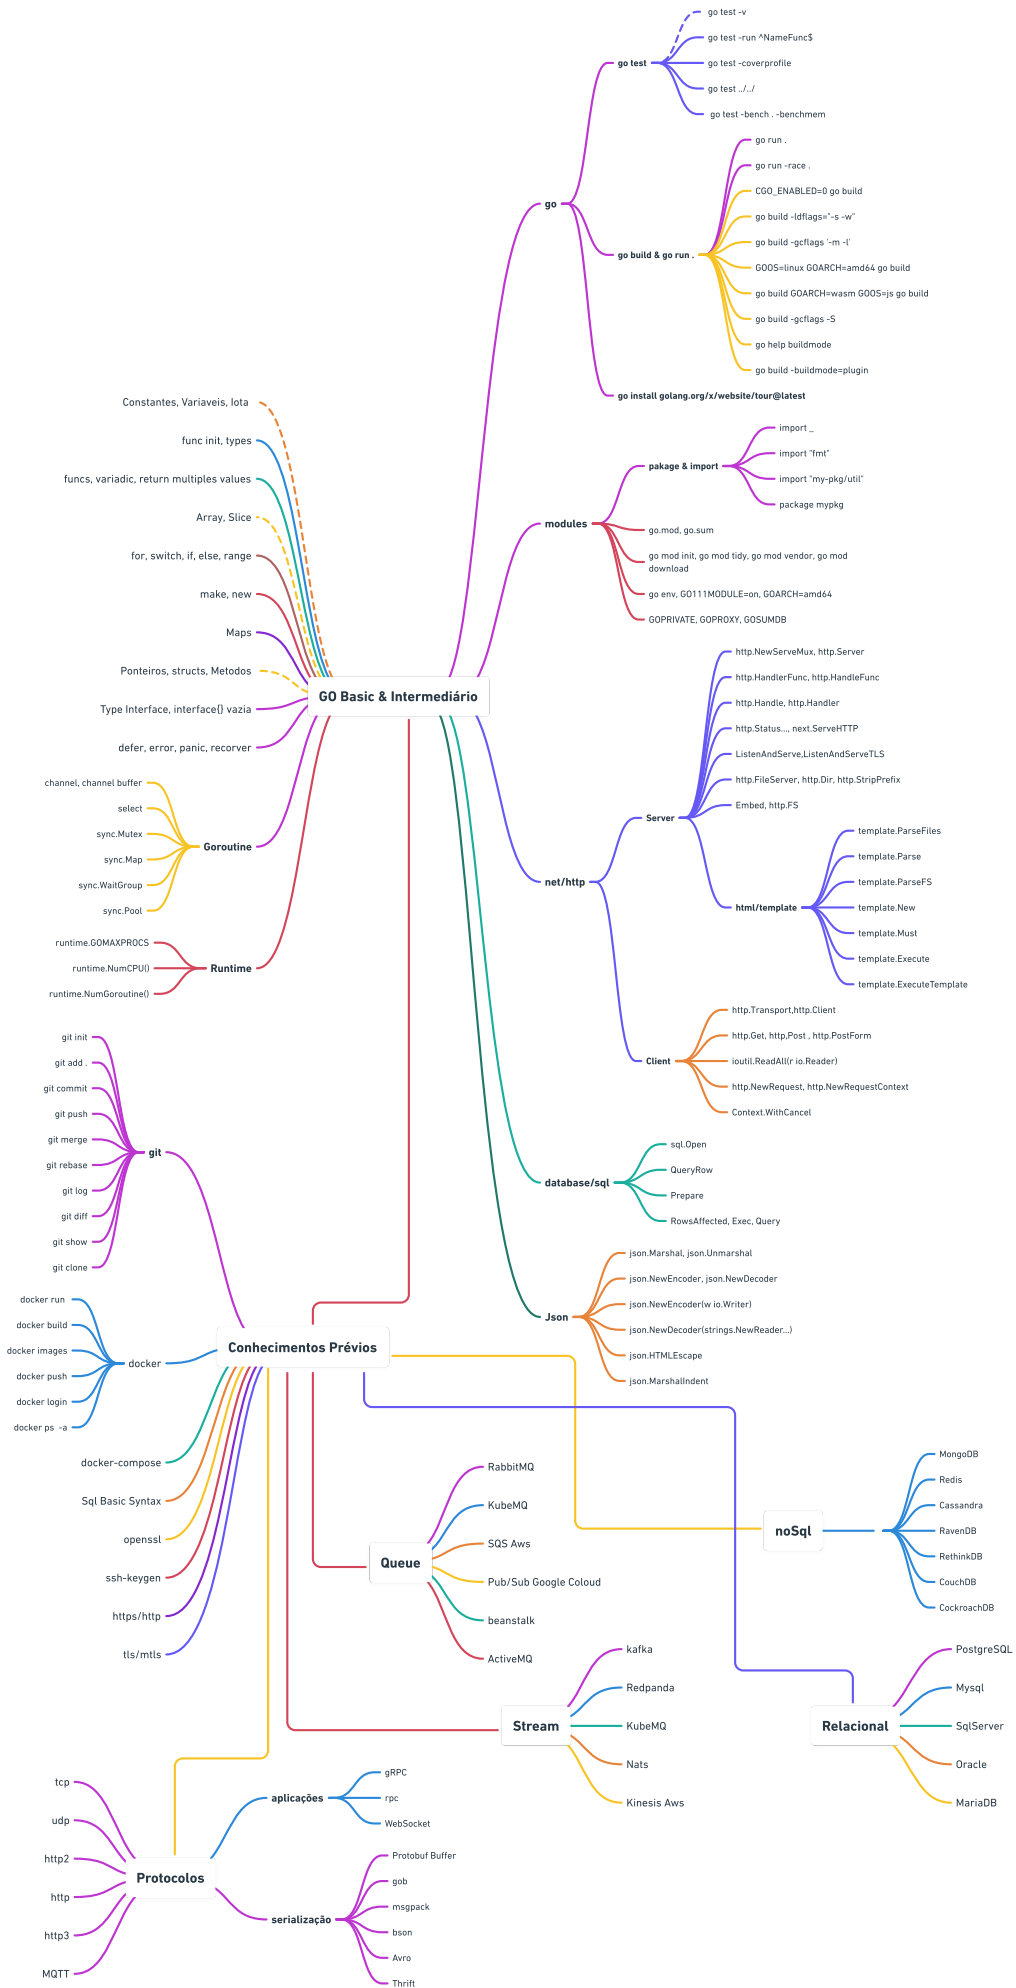 go test -v
go test -run ^NameFunc$
go test
go test -coverprofile
go test ../../
go test -bench . -benchmem
go run .
go run -race .
CGO_ENABLED=0 go build
go
go build -ldflags="-s -w"
go build -gcflags '-m -l'
go build & go run .
GOOS=linux GOARCH=amd64 go build
go build GOARCH=wasm GOOS=js go build
go build -gcflags -S
go help buildmode
go build -buildmode=plugin
go install golang.org/x/website/tour@latest
Constantes, Variaveis, Iota
func init, types
funcs, variadic, return multiples values
Array, Slice
for, switch, if, else, range
make, new
Maps
Ponteiros, structs, Metodos
Type Interface, interface{} vazia
defer, error, panic, recorver
GO Basic & Intermediário
import _
import "fmt"
pakage & import
import "my-pkg/util"
package mypkg
modules
go.mod, go.sum
go mod init, go mod tidy, go mod vendor, go mod
download
go env, GO111MODULE=on, GOARCH=amd64
GOPRIVATE, GOPROXY, GOSUMDB
http.NewServeMux, http.Server
http.HandlerFunc, http.HandleFunc
http.Handle, http.Handler
http.Status..., next.ServeHTTP
ListenAndServe,ListenAndServeTLS
http.FileServer, http.Dir, http.StripPrefix
Embed, http.FS
Server
template.ParseFiles
template.Parse
template.ParseFS
net/http
html/template
template.New
template.Must
template.Execute
template.ExecuteTemplate
channel, channel buffer
select
sync.Mutex
Goroutine
sync.Map
sync.WaitGroup
sync.Pool
runtime.GOMAXPROCS
Runtime
runtime.NumCPU()
runtime.NumGoroutine()
http.Transport,http.Client
http.Get, http,Post , http.PostForm
Client
ioutil.ReadAll(r io.Reader)
http.NewRequest, http.NewRequestContext
Context.WithCancel
git init
git add .
git commit
git push
git merge
git
git rebase
git log
git diff
git show
git clone
sql.Open
QueryRow
database/sql
Prepare
RowsAffected, Exec, Query
json.Marshal, json.Unmarshal
json.NewEncoder, json.NewDecoder
json.NewEncoder(w io.Writer)
Json
json.NewDecoder(strings.NewReader...)
json.HTMLEscape
json.MarshalIndent
docker run
docker build
Conhecimentos Prévios
docker images
docker
docker push
docker login
docker ps -a
docker-compose
Sql Basic Syntax
openssl
ssh-keygen
https/http
tls/mtls
RabbitMQ
KubeMQ
SQS Aws
Queue
Pub/Sub Google Coloud
beanstalk
ActiveMQ
MongoDB
Redis
Cassandra
noSql
RavenDB
RethinkDB
CouchDB
CockroachDB
kafka
Redpanda
Stream
KubeMQ
Nats
Kinesis Aws
PostgreSQL
Mysql
Relacional
SqlServer
Oracle
MariaDB
tcp
udp
http2
Protocolos
http
http3
MQTT
gRPC
aplicações
rpc
WebSocket
Protobuf Buffer
gob
msgpack
serialização
bson
Avro
Thrift